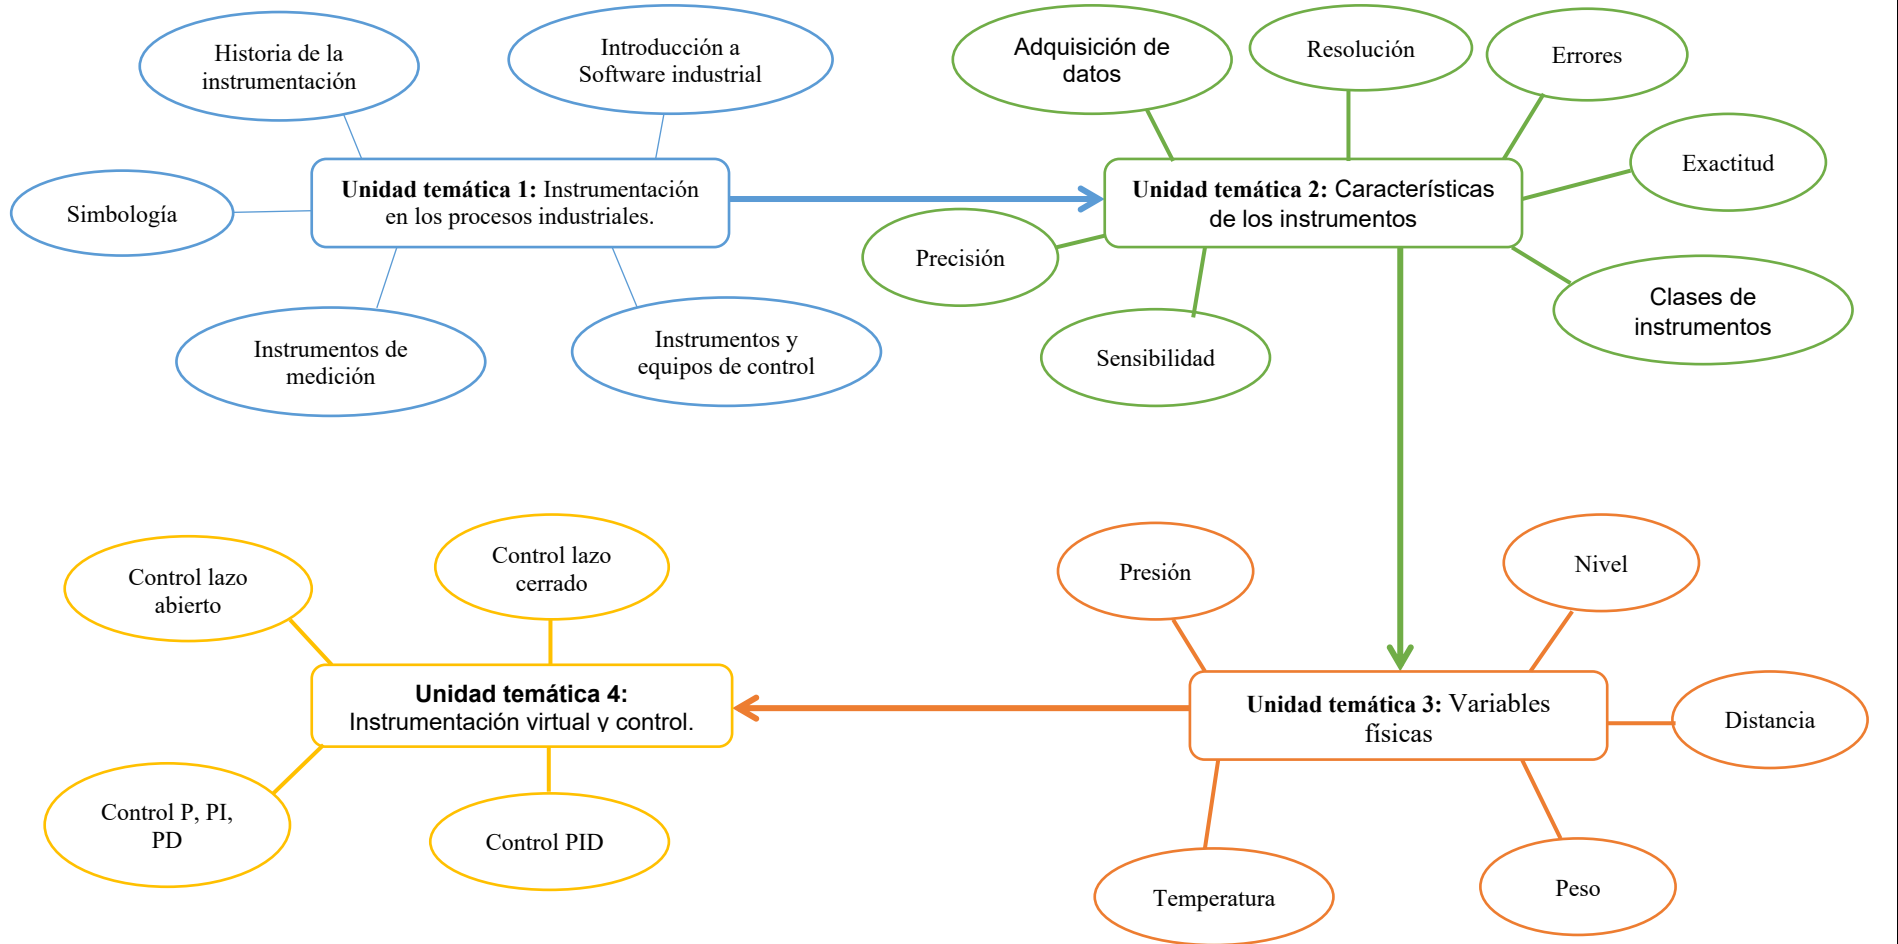 Historia de la
instrumentación
Introducción a
Software industrial
Simbología
Unidad temática 1: Instrumentación
en los procesos industriales.
Instrumentos de
medición
Instrumentos y
equipos de control
Adquisición de
datos
Resolución
Errores
Exactitud
Unidad temática 2: Características
de los instrumentos
Precisión
Sensibilidad
Clases de
instrumentos
Presión
Nivel
Unidad temática 3: Variables
físicas
Distancia
Temperatura
Peso
Control lazo
abierto
Control lazo
cerrado
Unidad temática 4:
Instrumentación virtual y control.
Control P, PI,
PD
Control PID